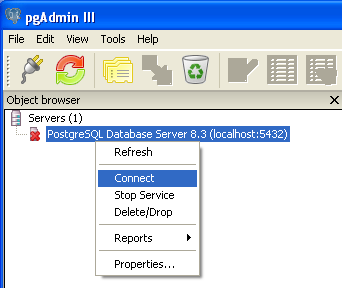 pgAdmin III
File Edit View Tools Help
Object browser
Servers (1)
PostgreSQL Database Server 8.3 (localhost:5432)
Refresh
Connect
Stop Service
Delete/Drop
Reports
Properties...